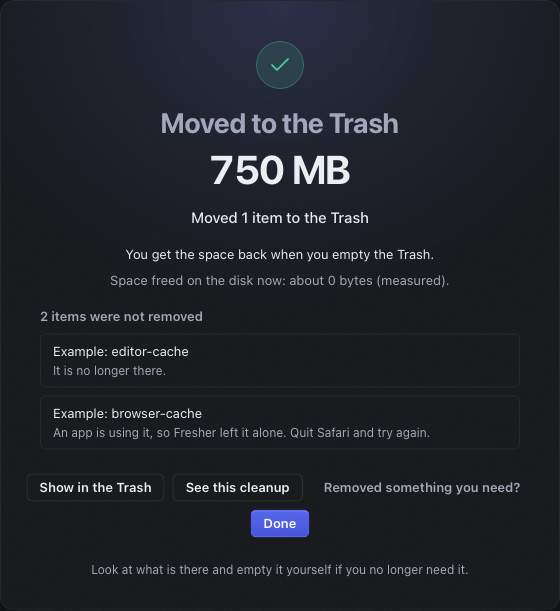 Moved to the Trash
750 MB
Moved 1 item to the Trash
You get the space back when you empty the Trash.
Space freed on the disk now: about 0 bytes (measured).
2 items were not removed
Example: editor-cache
It is no longer there.
Example: browser-cache
An app is using it, so Fresher left it alone. Quit Safari and try again.
Show in the Trash
See this cleanup
Removed something you need?
Done
Look at what is there and empty it yourself if you no longer need it.